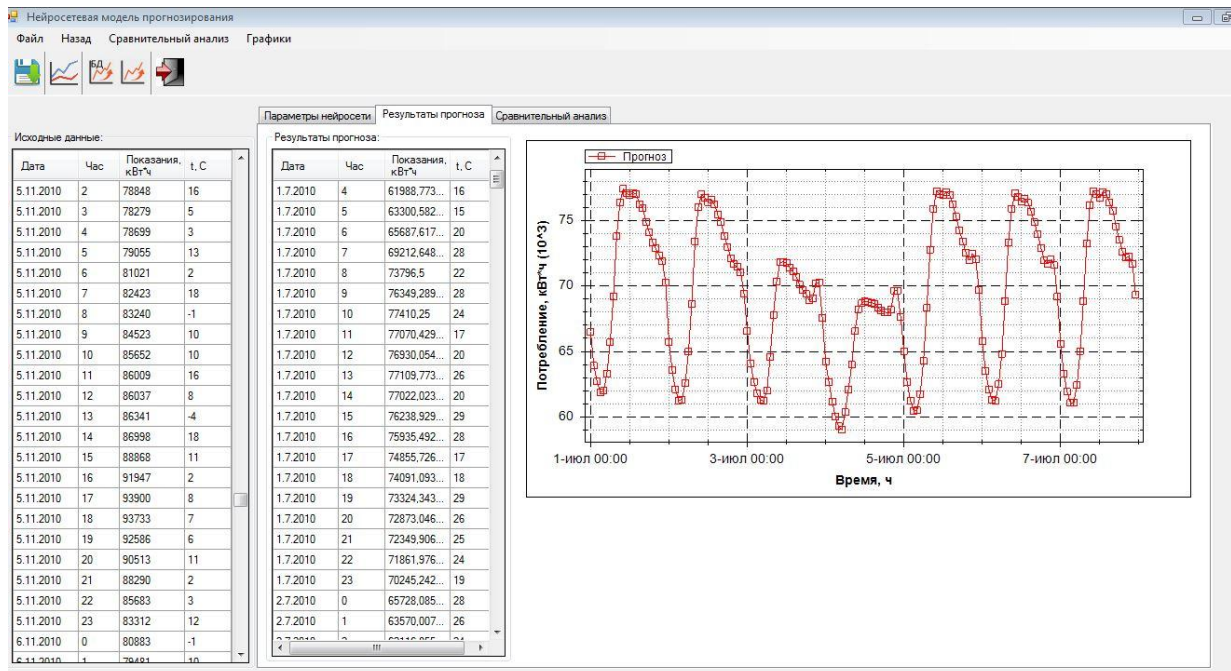 Нейросетевая модель прогнозирования
Файл Назад Сравнительный анализ Графики
БД
Параметры нейросети Результаты прогноза Сравнительный анализ
Исходные данные:
Дата Час Показания, кВт*ч t, C
5.11.2010 2 78848 16
5.11.2010 3 78279 5
5.11.2010 4 78699 3
5.11.2010 5 79055 13
5.11.2010 6 81021 2
5.11.2010 7 82423 18
5.11.2010 8 83240 -1
5.11.2010 9 84523 10
5.11.2010 10 85652 10
5.11.2010 11 86009 16
5.11.2010 12 86037 8
5.11.2010 13 86341 -4
5.11.2010 14 86998 18
5.11.2010 15 88868 11
5.11.2010 16 91947 2
5.11.2010 17 93900 8
5.11.2010 18 93733 7
5.11.2010 19 92586 6
5.11.2010 20 90513 11
5.11.2010 21 88290 2
5.11.2010 22 85683 3
5.11.2010 23 83312 12
6.11.2010 0 80883 -1
6.11.2010 1 79481 10
Результаты прогноза:
Дата Час Показания, кВт*ч t, C
1.7.2010 4 61988,773... 16
1.7.2010 5 63300,582... 15
1.7.2010 6 65687,617... 20
1.7.2010 7 69212,648... 28
1.7.2010 8 73796,5 22
1.7.2010 9 76349,289... 28
1.7.2010 10 77410,25 24
1.7.2010 11 77070,429... 17
1.7.2010 12 76930,054... 20
1.7.2010 13 77109,773... 26
1.7.2010 14 77022,023... 20
1.7.2010 15 76238,929... 29
1.7.2010 16 75935,492... 28
1.7.2010 17 74855,726... 17
1.7.2010 18 74091,093... 18
1.7.2010 19 73324,343... 29
1.7.2010 20 72873,046... 26
1.7.2010 21 72349,906... 25
1.7.2010 22 71861,976... 24
1.7.2010 23 70245,242... 19
2.7.2010 0 65728,085... 28
2.7.2010 1 63570,007... 26
Прогноз
Потребление, кВт*ч (10^3)
75
70
65
60
1-июл 00:00 3-июл 00:00 5-июл 00:00 7-июл 00:00
Время, ч